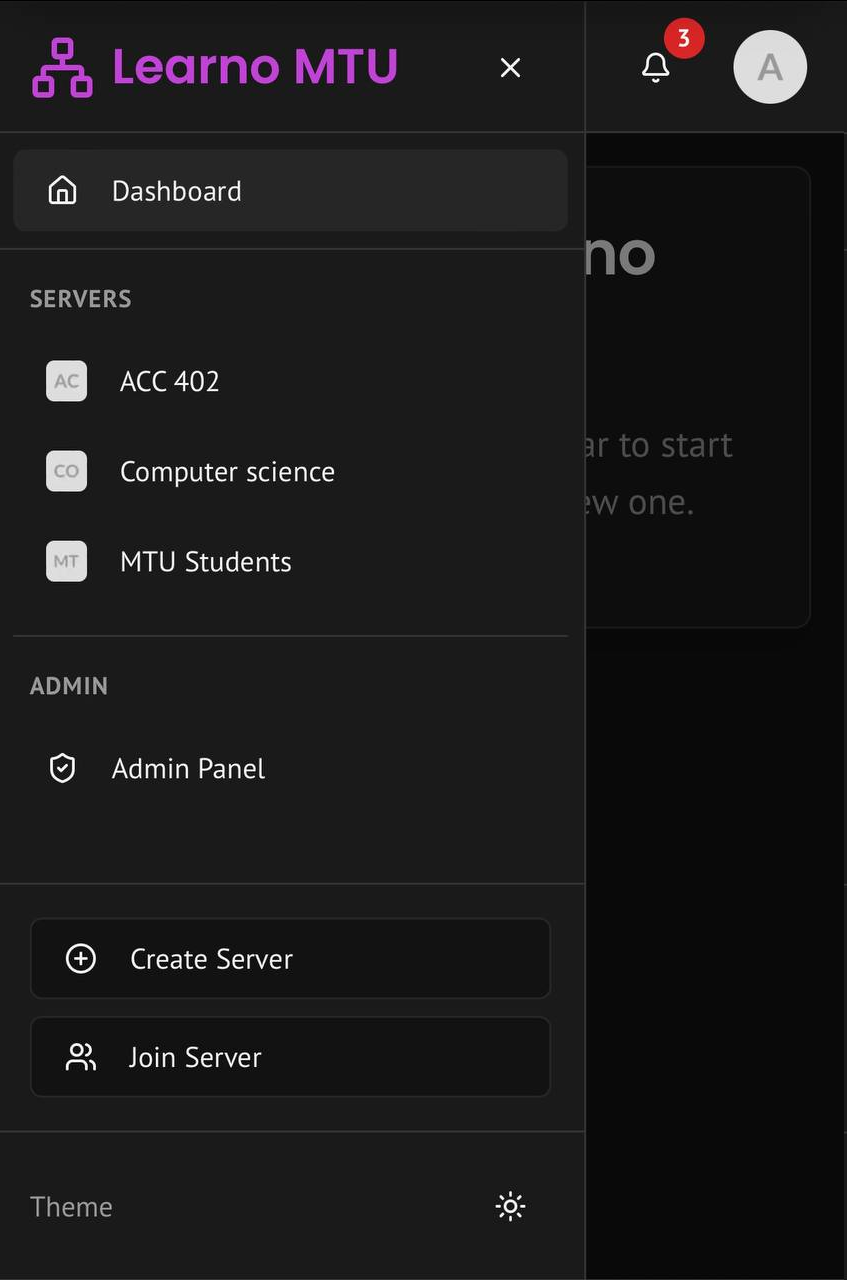 Learno MTU
3
A
Dashboard
no
SERVERS
AC ACC 402
ar to start
CO Computer science
ew one.
MT MTU Students
ADMIN
Admin Panel
Create Server
Join Server
Theme